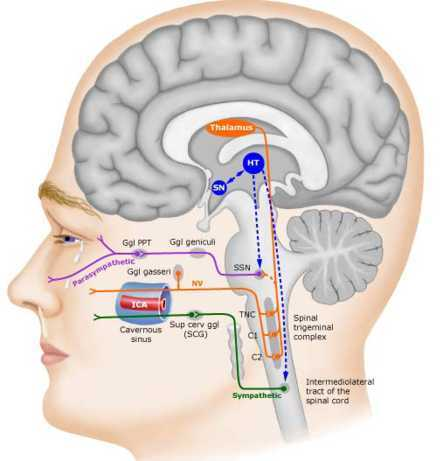 Thalamus
HT
SN
Ggl PPT
Ggl geniculi
Parasympathetic
Ggl gasseri
SSN
NV
ICA
TNC
Spinal
trigeminal
complex
C1
C2
Cavernous
sinus
Sup cerv ggl
(SCG)
Sympathetic
Intermediolateral
tract of the
spinal cord